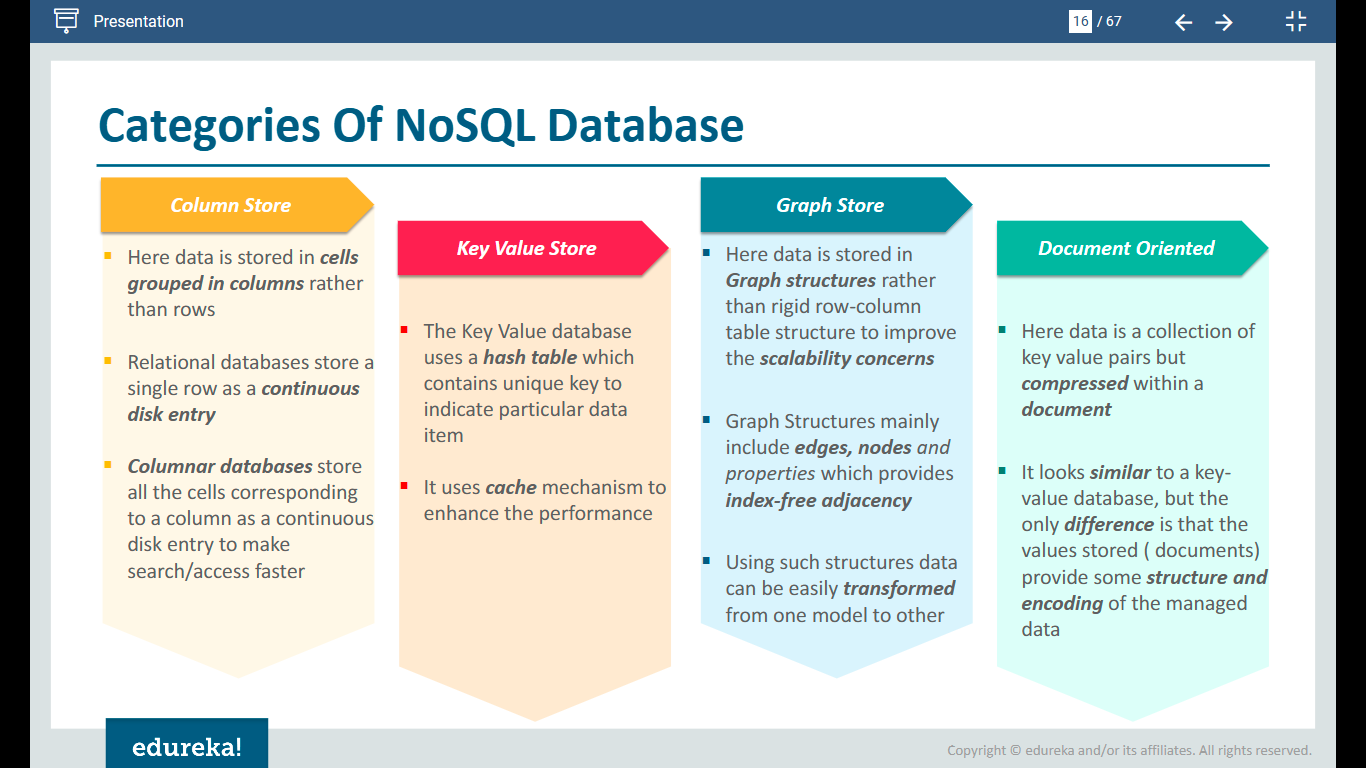 Presentation
16 / 67
Categories Of NoSQL Database
Column Store
Here data is stored in cells
grouped in columns rather
than rows
Relational databases store a
single row as a continuous
disk entry
Columnar databases store
all the cells corresponding
to a column as a continuous
disk entry to make
search/access faster
Key Value Store
The Key Value database
uses a hash table which
contains unique key to
indicate particular data
item
It uses cache mechanism to
enhance the performance
Graph Store
Here data is stored in
Graph structures rather
than rigid row-column
table structure to improve
the scalability concerns
Graph Structures mainly
include edges, nodes and
properties which provides
index-free adjacency
Using such structures data
can be easily transformed
from one model to other
Document Oriented
Here data is a collection of
key value pairs but
compressed within a
document
It looks similar to a key-
value database, but the
only difference is that the
values stored ( documents)
provide some structure and
encoding of the managed
data
edureka!
Copyright © edureka and/or its affiliates. All rights reserved.